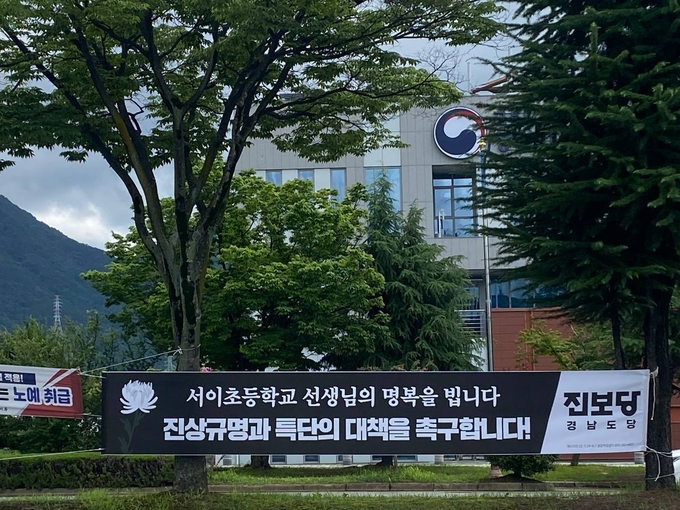 적용!
노예 취급
서이초등학교 선생님의 명복을 빕니다
진상규명과 특단의 대책을 촉구합니다!
진보당
경남도당